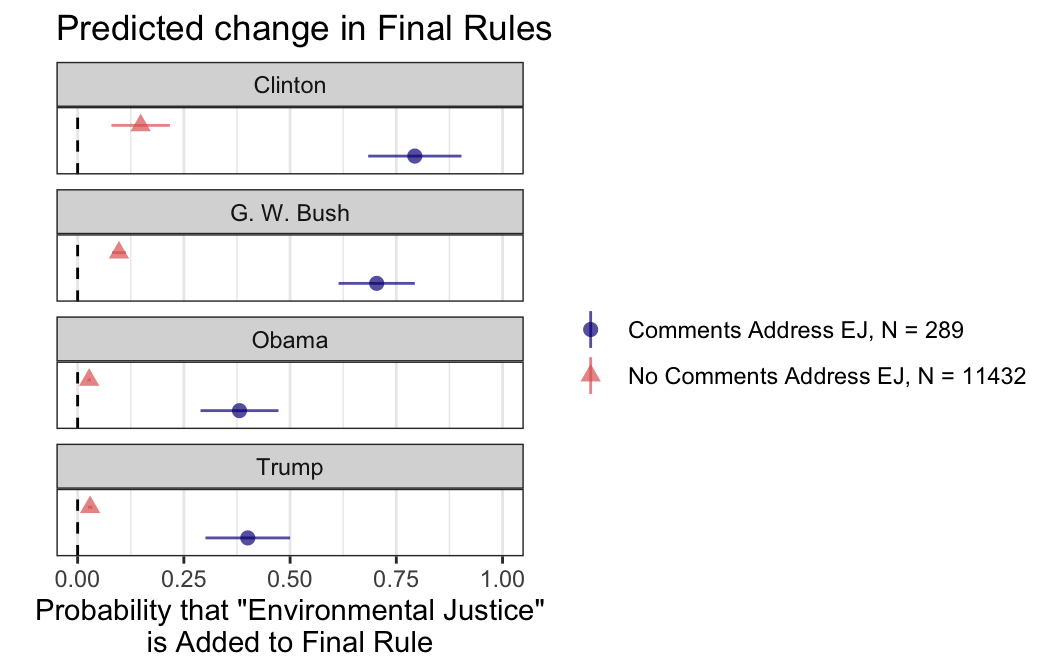 Predicted change in Final Rules
Clinton
G. W. Bush
Obama
Trump
0.00 0.25 0.50 0.75 1.00
Probability that "Environmental Justice"
is Added to Final Rule
Comments Address EJ, N = 289
No Comments Address EJ, N = 11432